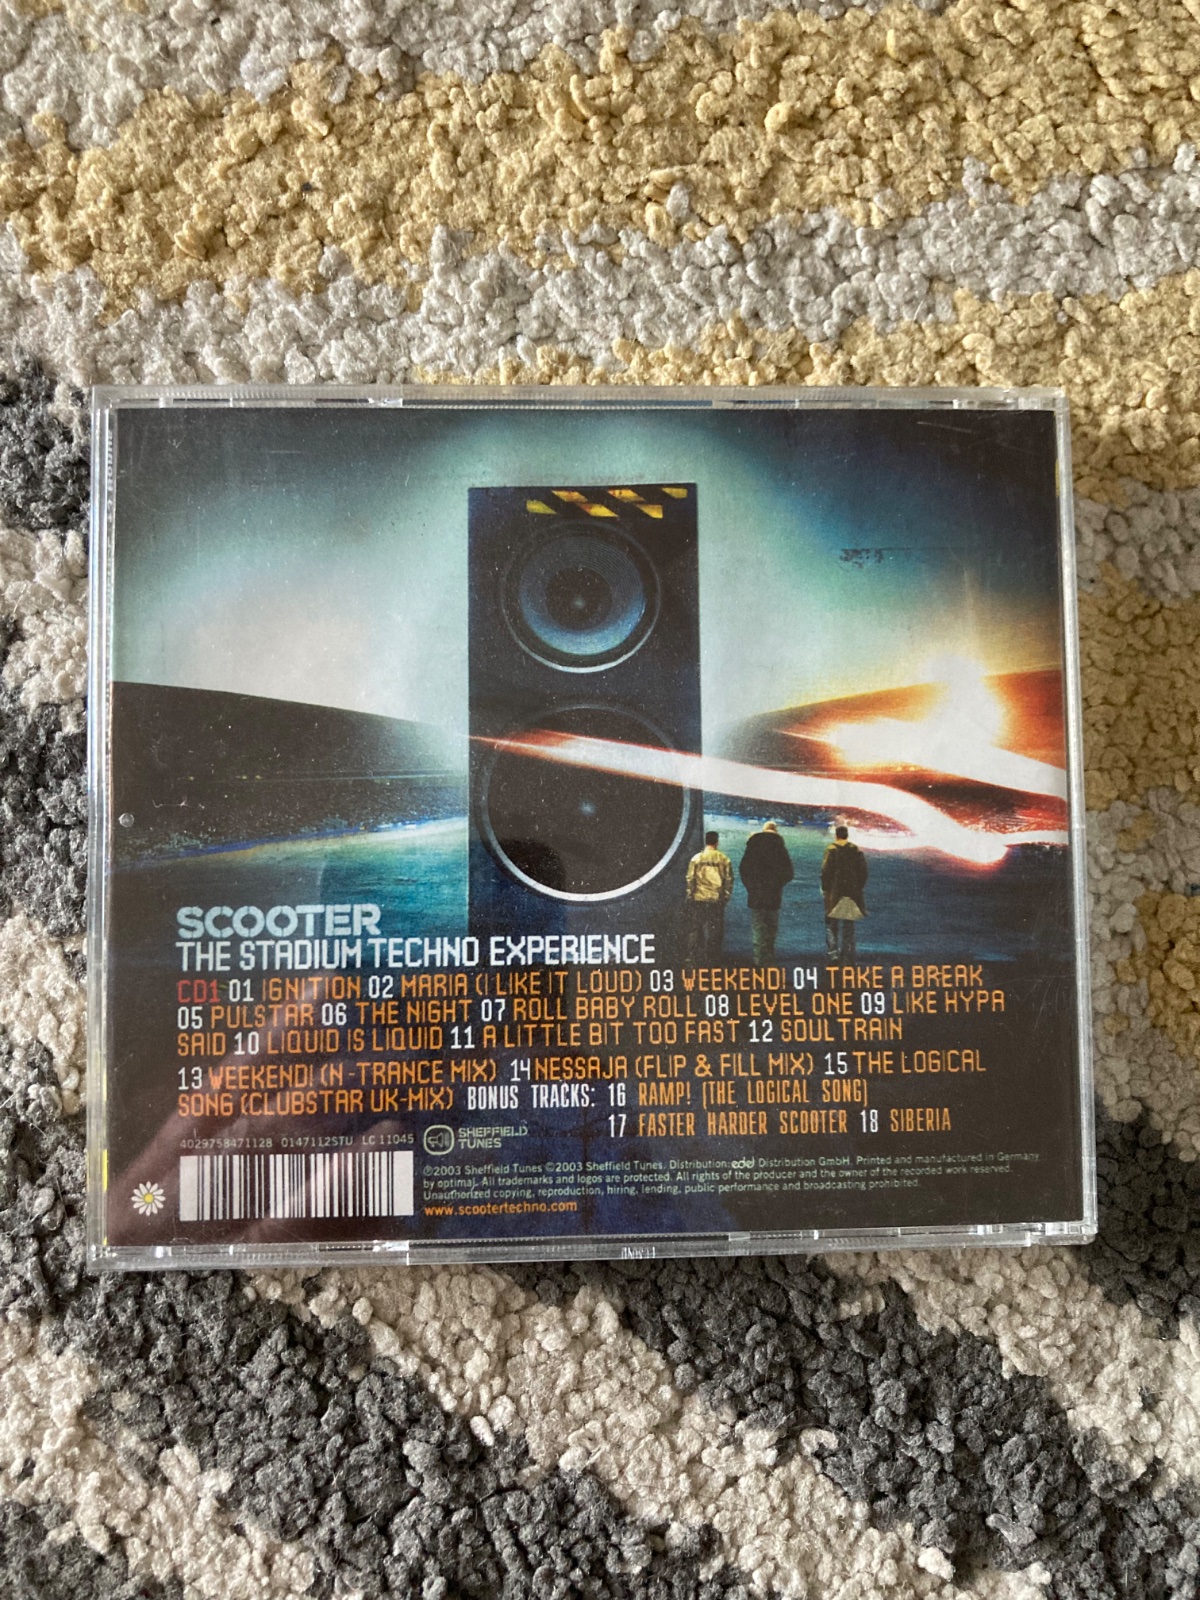 SCOOTER
THE STADIUM TECHNO EXPERIENCE
CD1 01 IGNITION 02 MARIA (I LIKE IT LOUD) 03 WEEKEND! 04 TAKE A BREAK
05 PULSTAR 06 THE NIGHT 07 ROLL BABY ROLL 08 LEVEL ONE 09 LIKE HYPA
SAID 10 LIQUID IS LIQUID 11 A LITTLE BIT TOO FAST 12 SOUL TRAIN
13 WEEKEND! (N-TRANCE MIX) 14 NESSAJA (FLIP & FILL MIX) 15 THE LOGICAL
SONG (CLUBSTAR UK-MIX) BONUS TRACKS: 16 RAMP! (THE LOGICAL SONG)
17 FASTER HARDER SCOOTER 18 SIBERIA
4029758471128 0147112STU LC 11045
SHEFFIELD
TUNES
℗2003 Sheffield Tunes ©2003 Sheffield Tunes. Distribution: edel Distribution GmbH. Printed and manufactured in Germany
by optimal. All trademarks and logos are protected. All rights of the producer and the owner of the recorded work reserved.
Unauthorized copying, reproduction, hiring, lending, public performance and broadcasting prohibited.
www.scootertechno.com